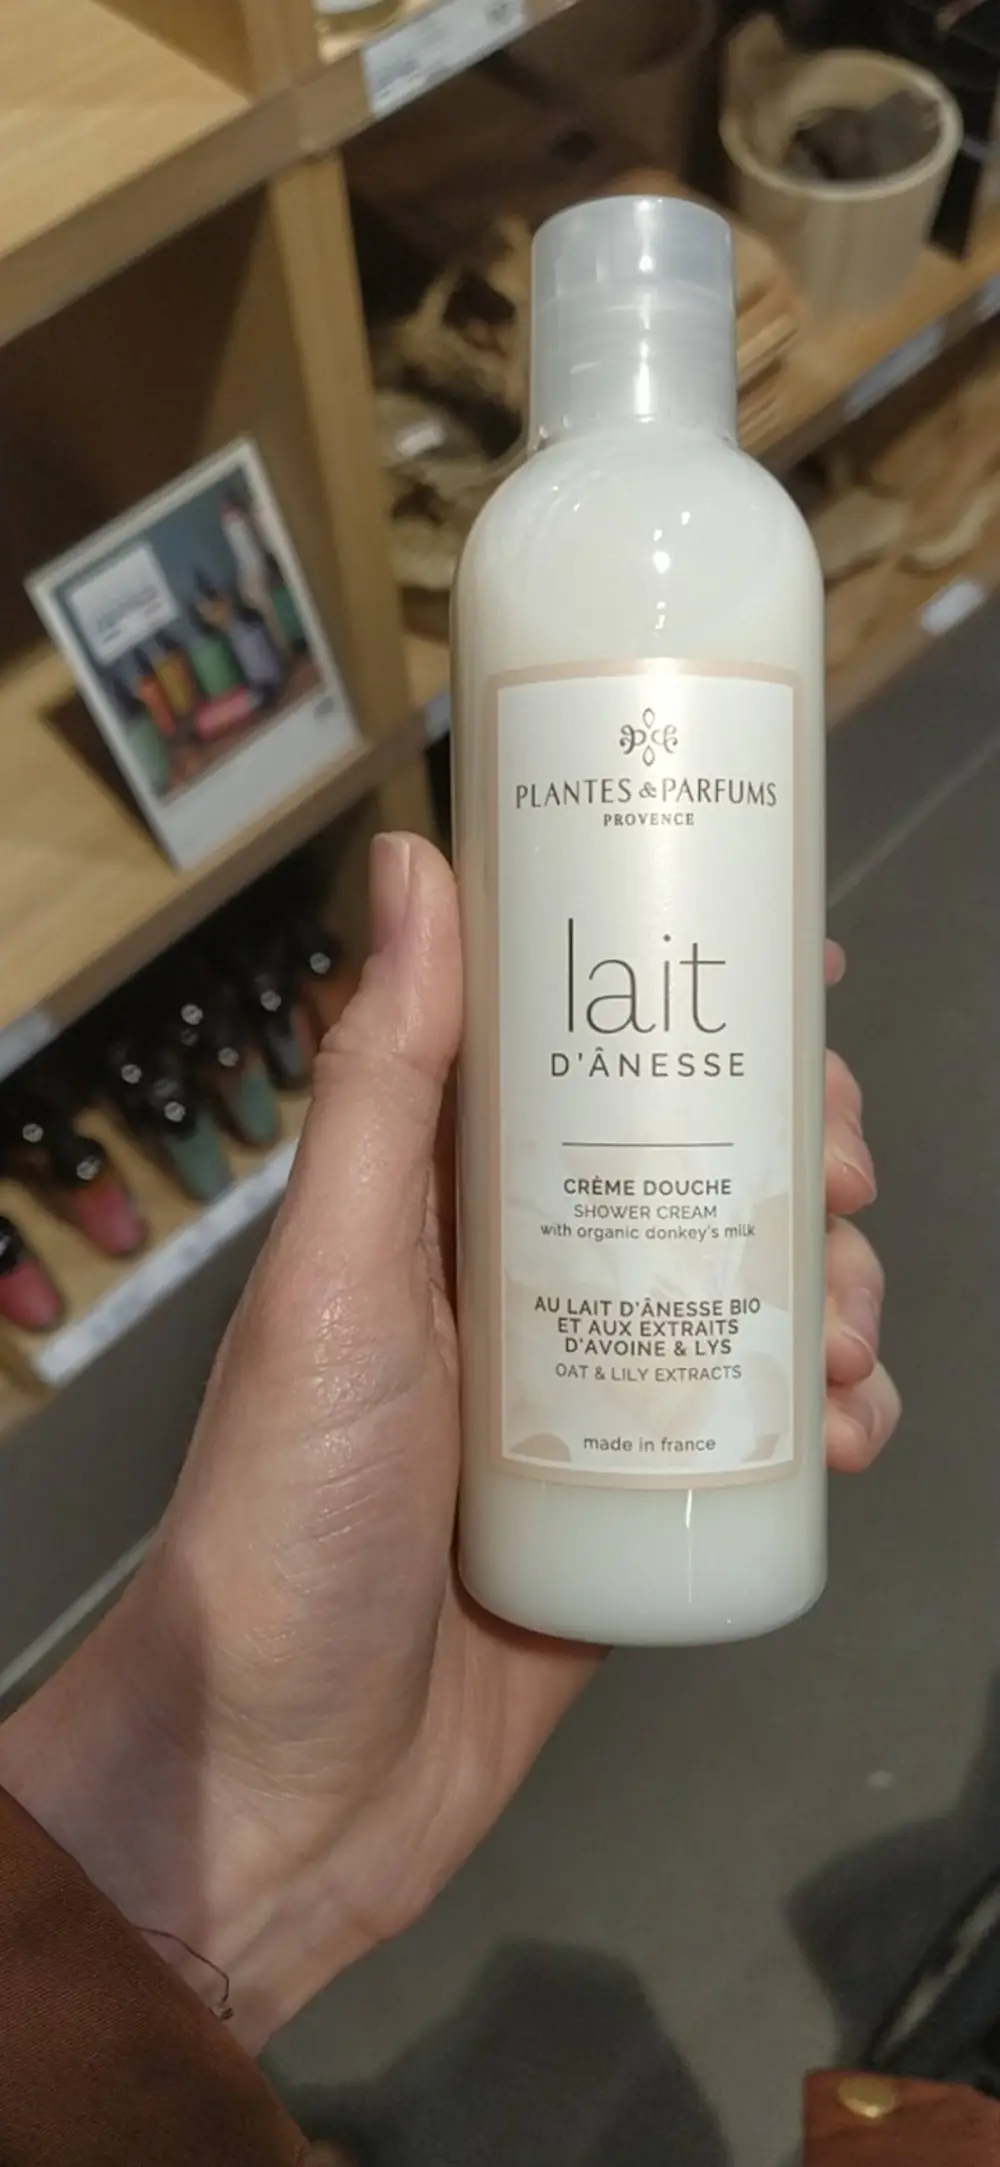 PLANTES & PARFUMS
PROVENCE
lait
D'ÂNESSE
CRÈME DOUCHE
SHOWER CREAM
with organic donkey's milk
AU LAIT D'ÂNESSE BIO
ET AUX EXTRAITS
D'AVOINE & LYS
OAT & LILY EXTRACTS
made in france